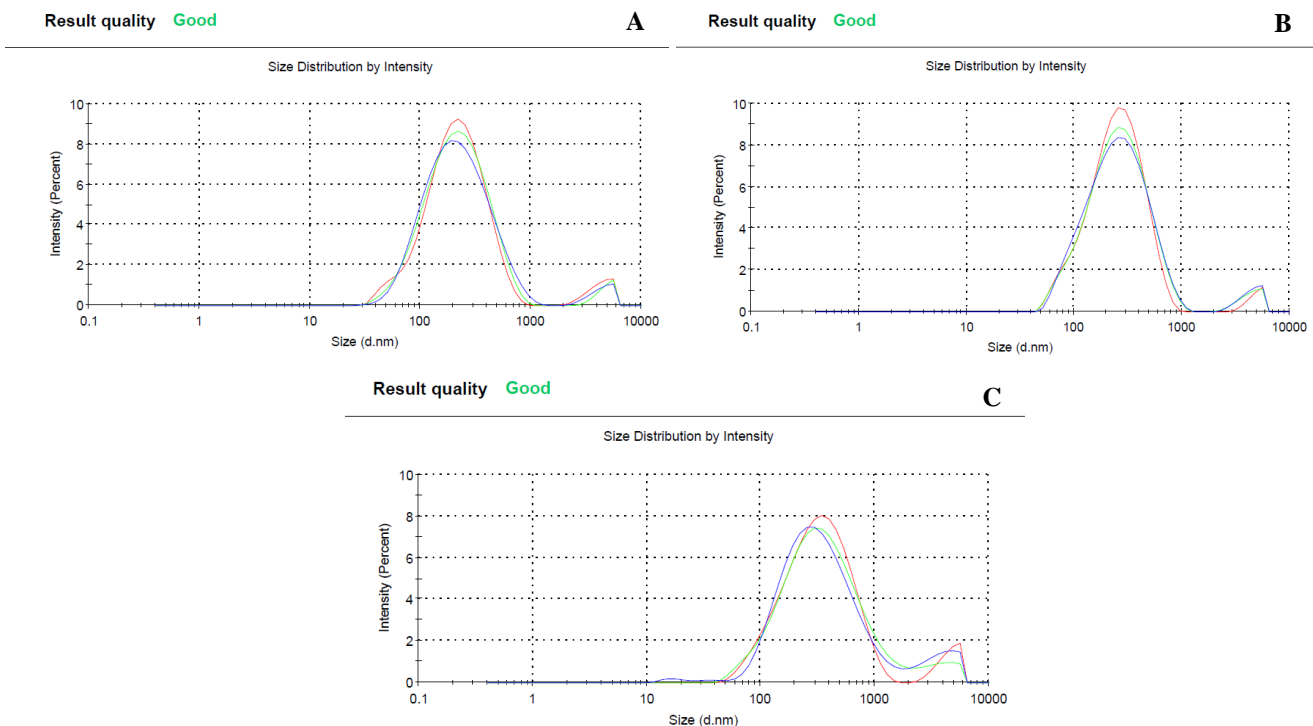 Result quality Good A
Size Distribution by Intensity
Intensity (Percent)
10
8
6
4
2
0
0.1 1 10 100 1000 10000
Size (d.nm)
Result quality Good B
Size Distribution by Intensity
Intensity (Percent)
10
8
6
4
2
0
0.1 1 10 100 1000 10000
Size (d.nm)
Result quality Good C
Size Distribution by Intensity
Intensity (Percent)
10
8
6
4
2
0
0.1 1 10 100 1000 10000
Size (d.nm)